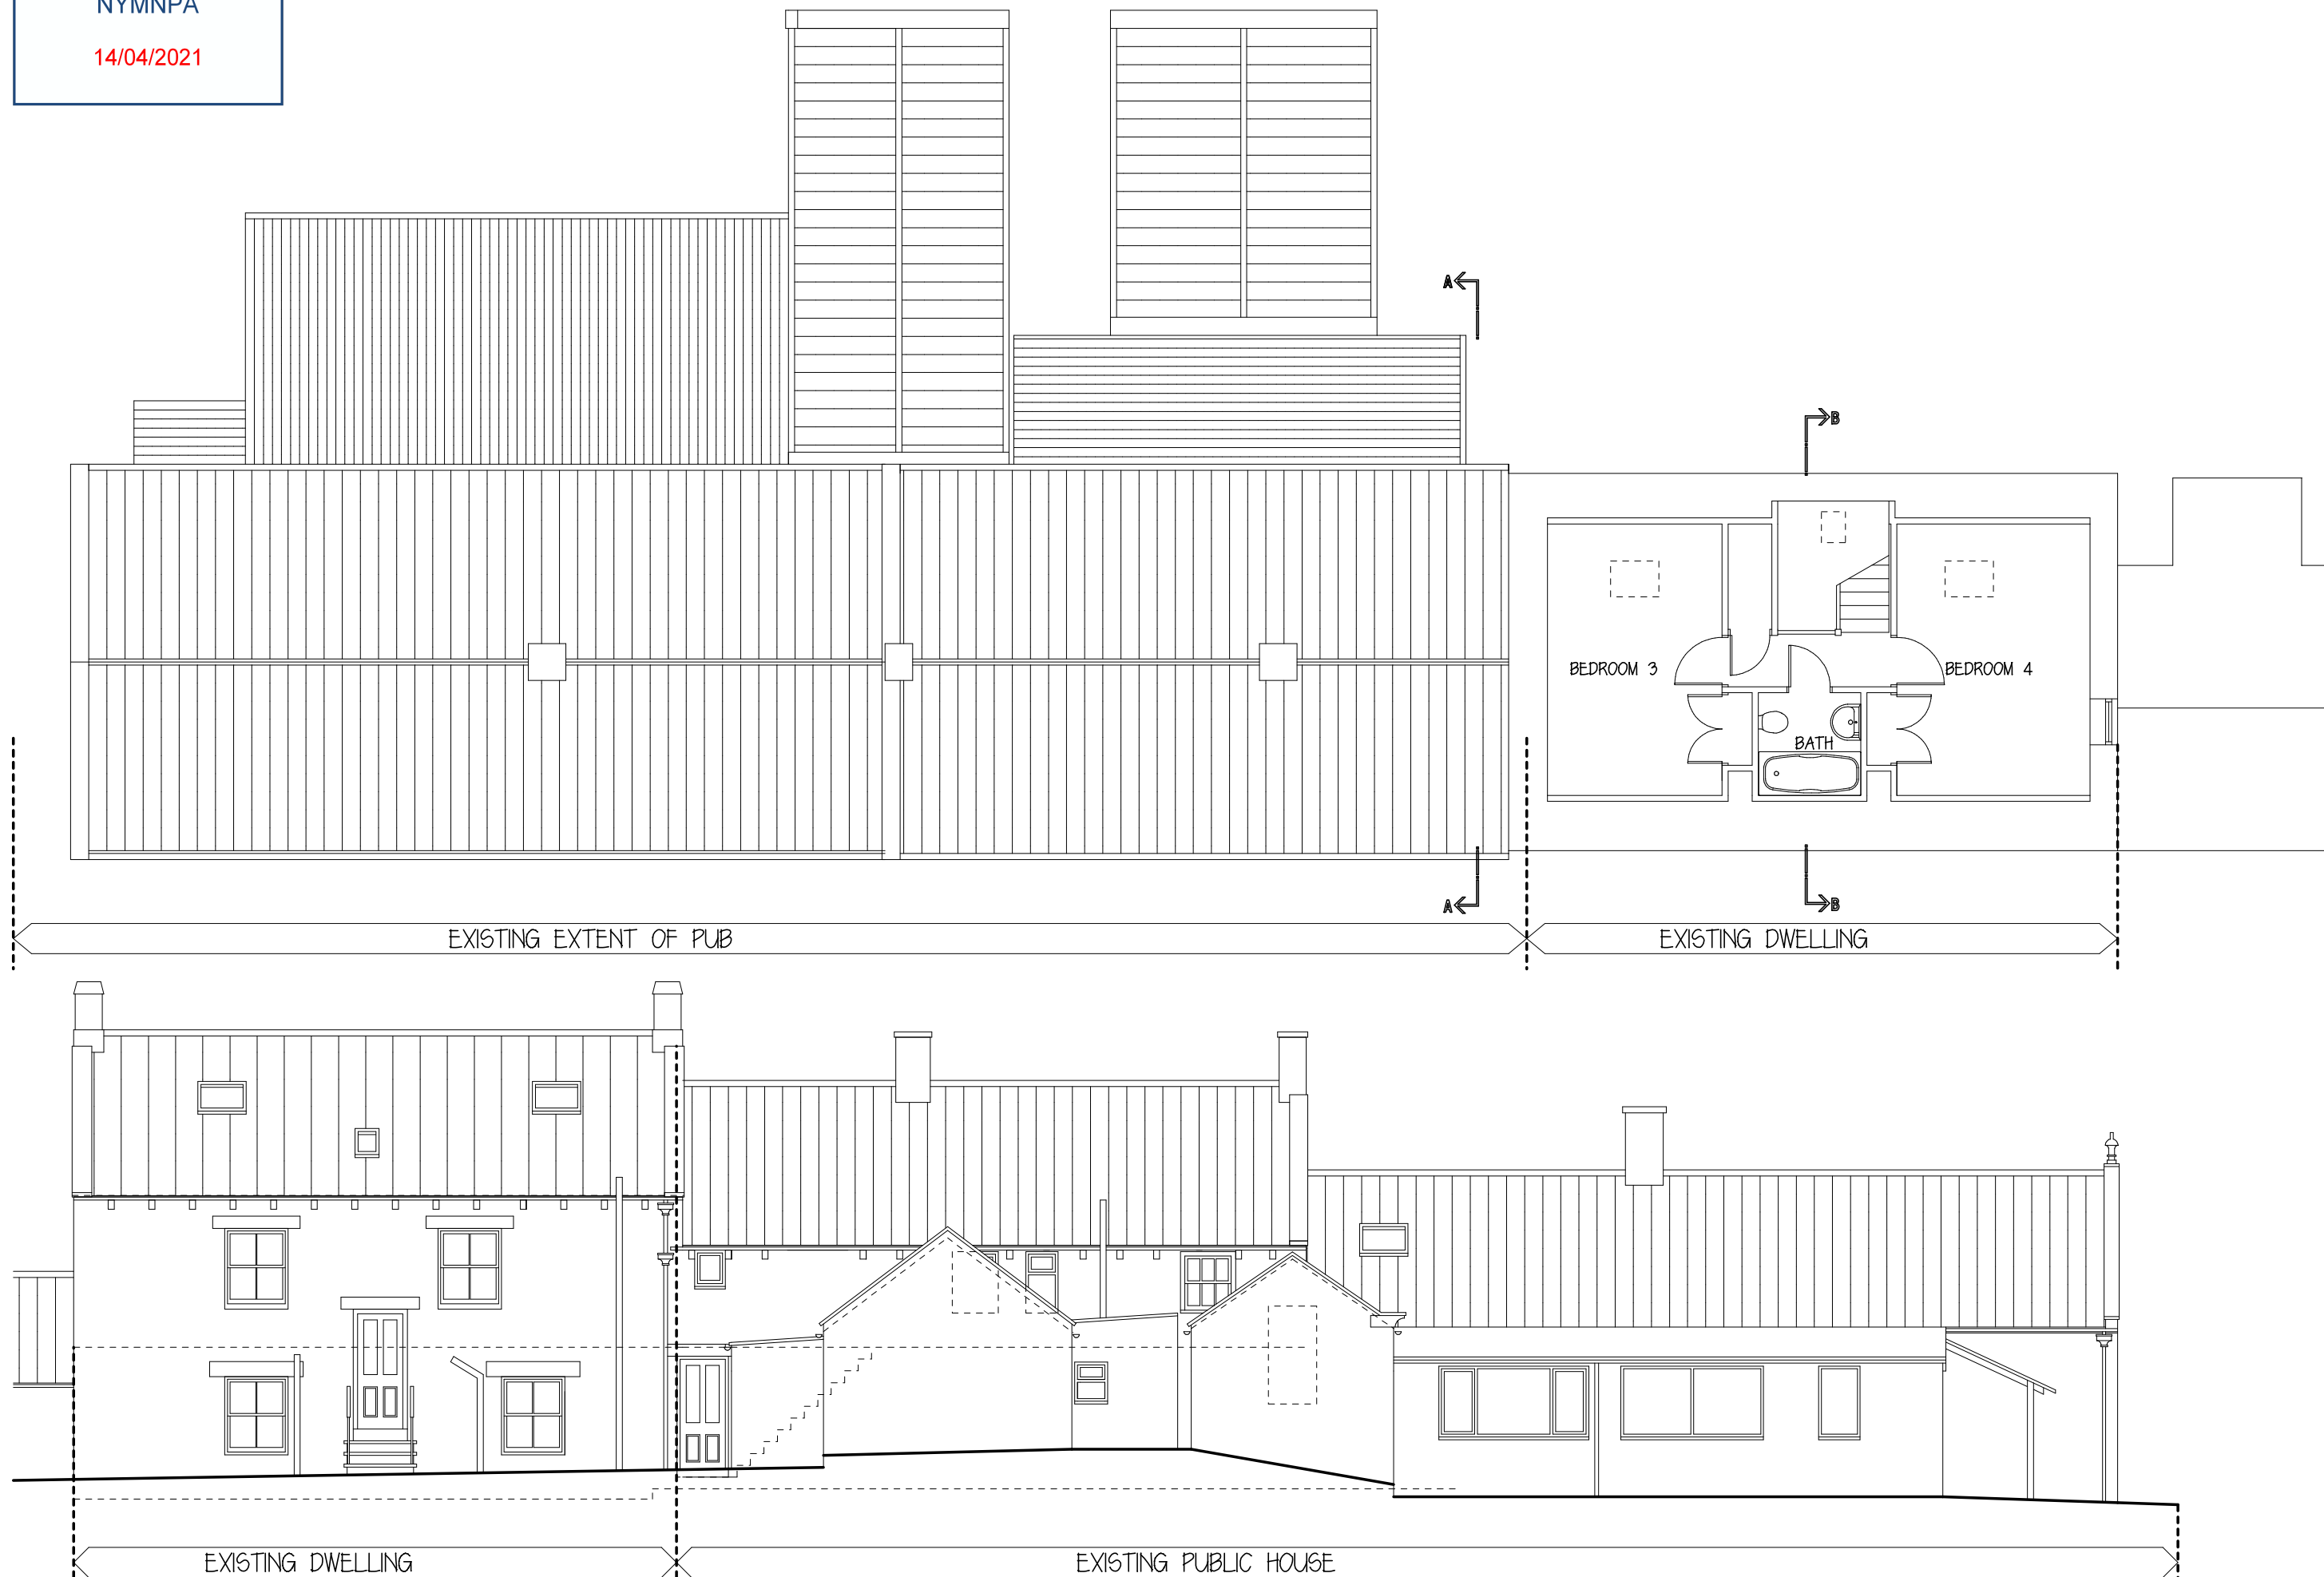 NYMNPA
14/04/2021
A
B
BEDROOM 3
BEDROOM 4
BATH
A
B
EXISTING EXTENT OF PUB
EXISTING DWELLING
EXISTING DWELLING
EXISTING PUBLIC HOUSE